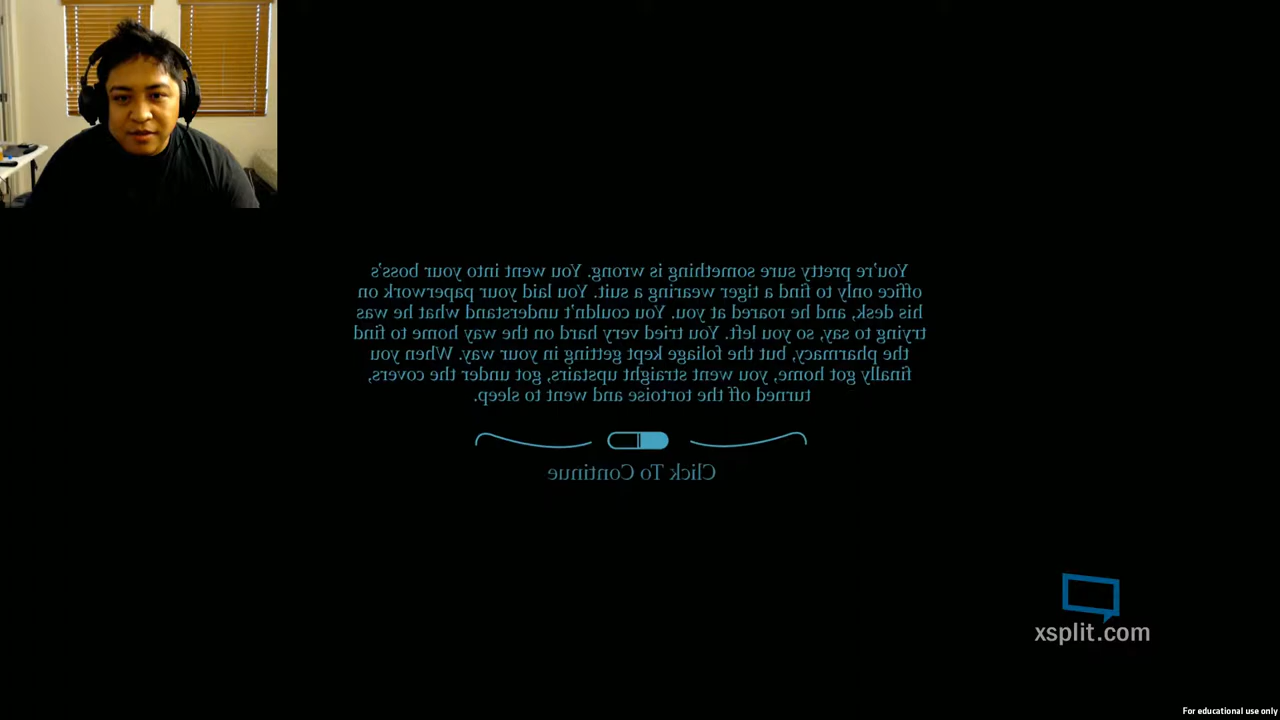 You're pretty sure something is wrong. You went into your boss's
office only to find a tiger wearing a suit. You laid your paperwork on
his desk, and he roared at you. You couldn't understand what he was
trying to say, so you left. You tried very hard on the way home to find
the pharmacy, but the foliage kept getting in your way. When you
finally got home, you went straight upstairs, got under the covers,
turned off the tortoise and went to sleep.
Click To Continue
xsplit.com
For educational use only